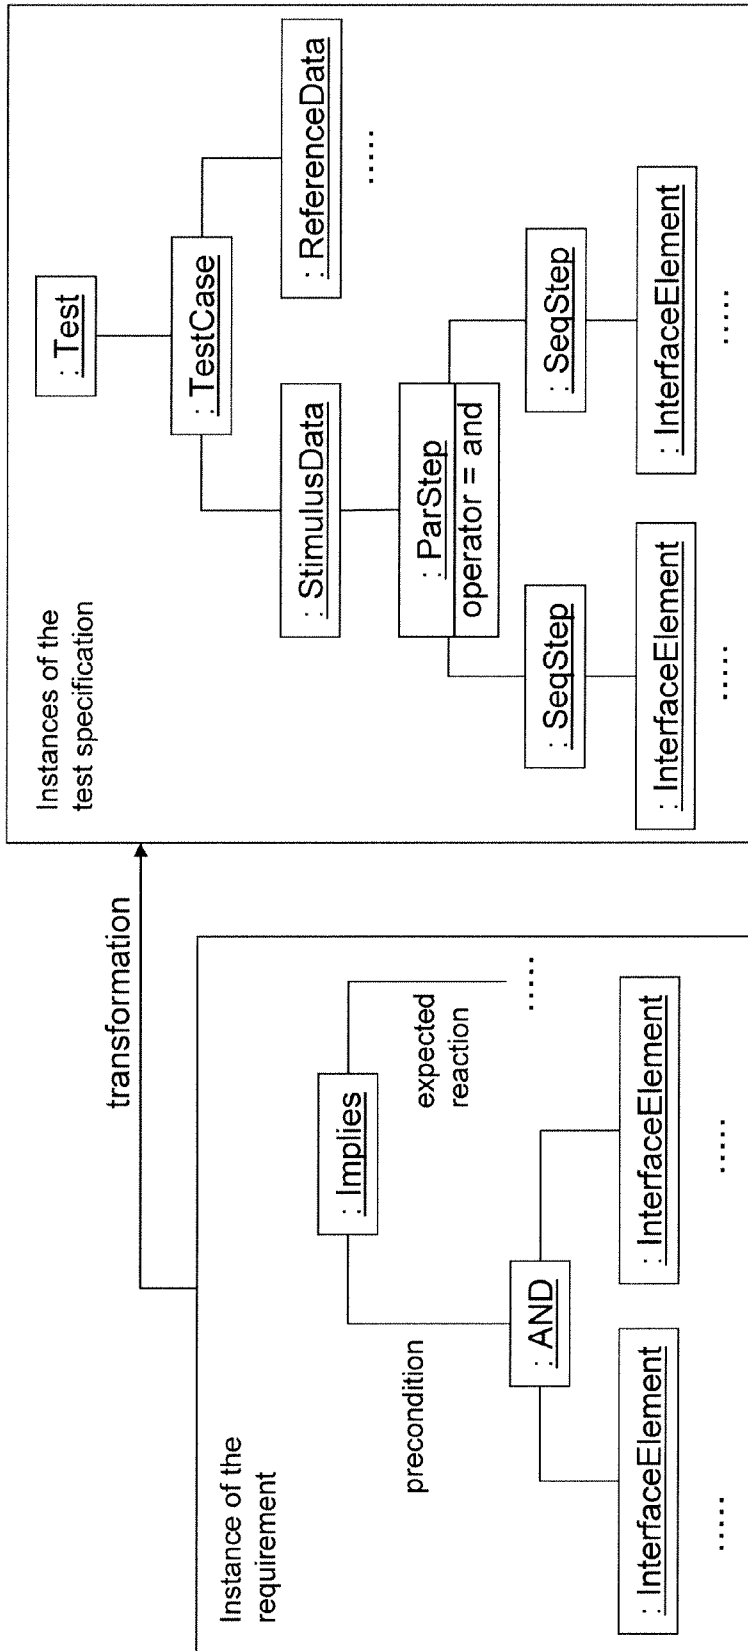 Instance of the
requirement
: Implies
precondition
expected
reaction
: AND
.....
: InterfaceElement
: InterfaceElement
.....
.....
transformation
Instances of the
test specification
: Test
: TestCase
: StimulusData
: ReferenceData
.....
: ParStep
operator = and
: SeqStep
: SeqStep
: InterfaceElement
: InterfaceElement
.....
.....